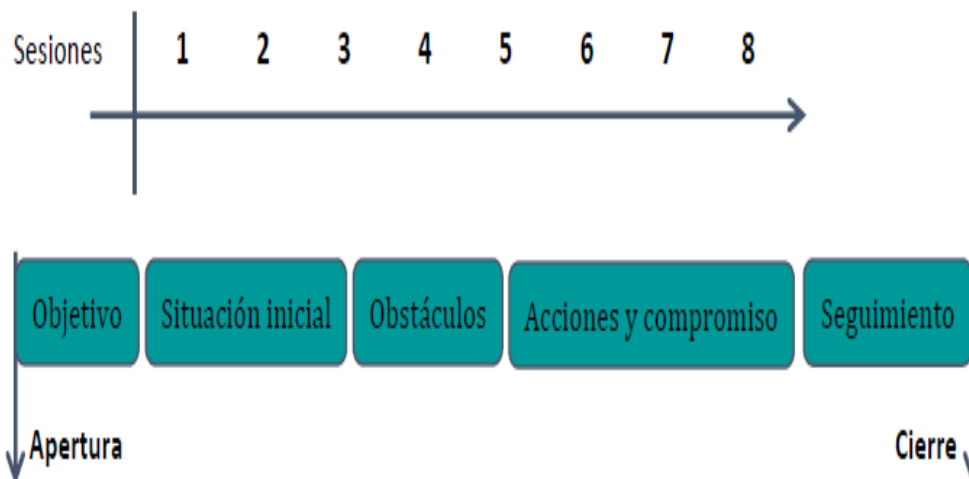 Sesiones 1 2 3 4 5 6 7 8
Objetivo Situación inicial Obstáculos Acciones y compromiso Seguimiento
Apertura Cierre